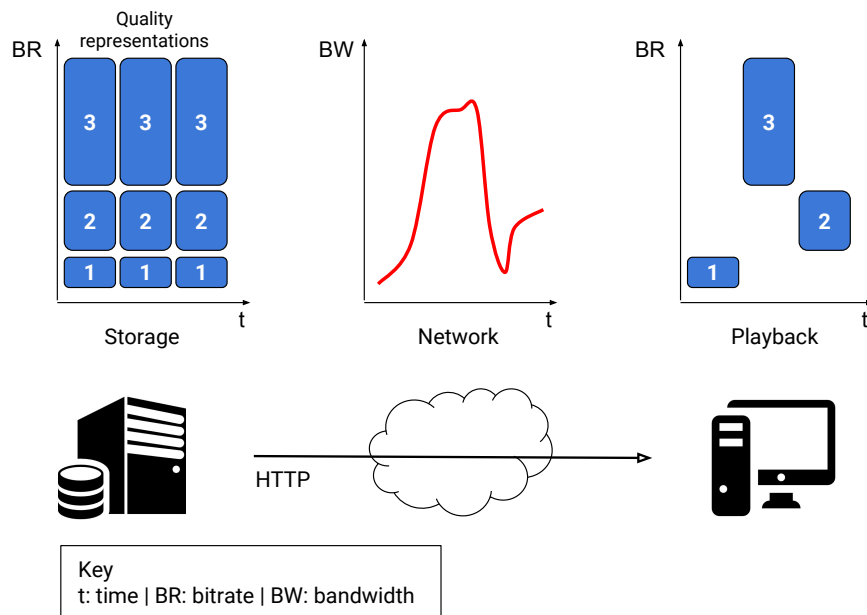 Quality
representations
BR
3 3 3
2 2 2
1 1 1
t
Storage
BW
t
Network
BR
3
2
1
t
Playback
HTTP
Key
t: time | BR: bitrate | BW: bandwidth